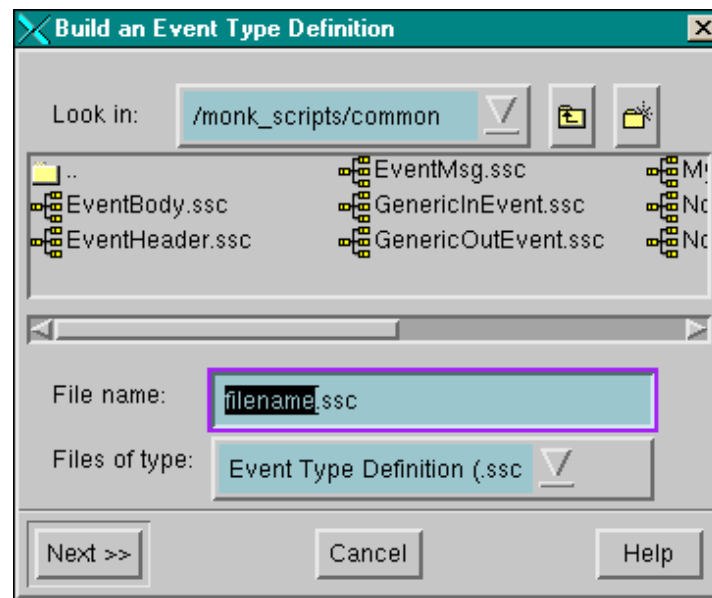 Build an Event Type Definition
Look in: /monk_scripts/common
..
EventMsg.ssc
EventBody.ssc
GenericInEvent.ssc
EventHeader.ssc
GenericOutEvent.ssc
File name: filename.ssc
Files of type: Event Type Definition (.ssc
Next >> Cancel Help